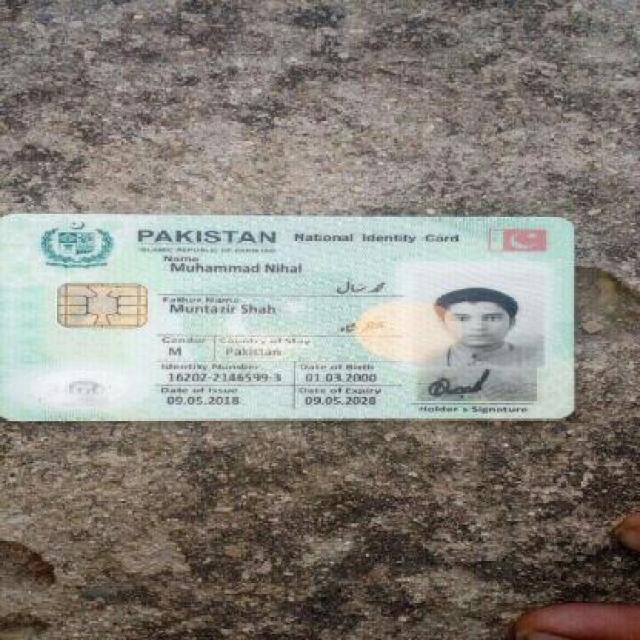 PAKISTAN National Identity Card
ISLAMIC REPUBLIC OF PAKISTAN
Name
Muhammad Nihal
محمد نہال
Father Name
Muntazir Shah
شاہ
Gender Country of Stay
M Pakistan
Identity Number Date of Birth
16202-2146599-3 01.03.2000
Date of Issue Date of Expiry
09.05.2018 09.05.2028
Holder's Signature